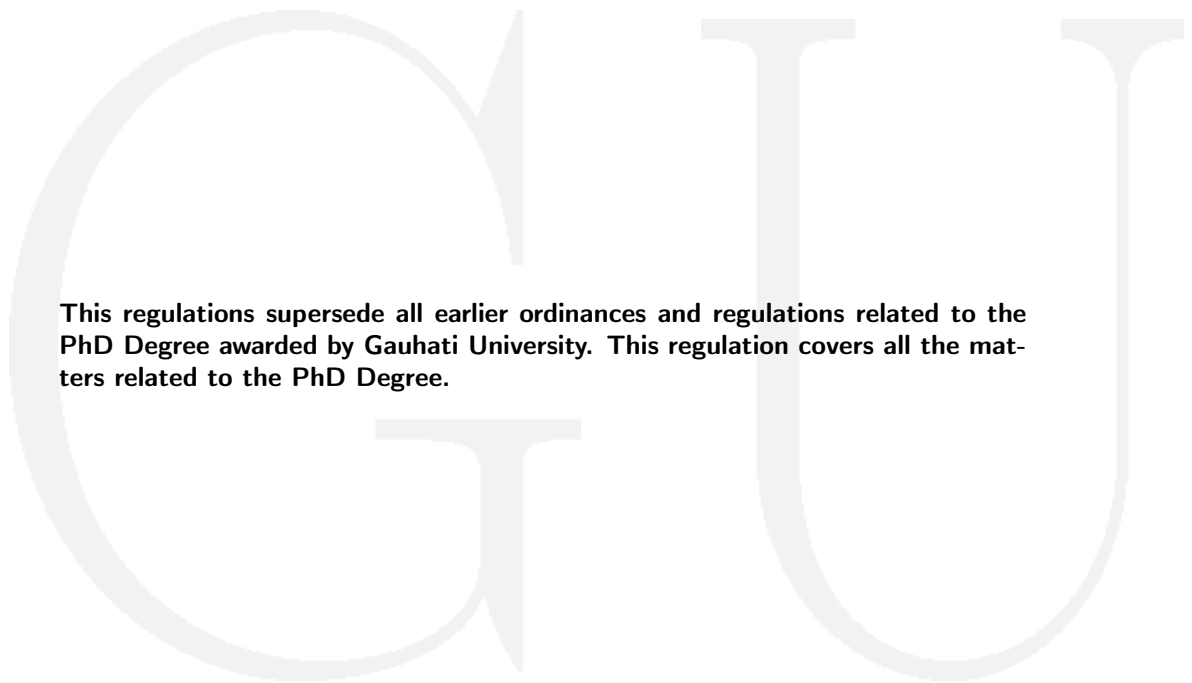 This regulations supersede all earlier ordinances and regulations related to the
PhD Degree awarded by Gauhati University. This regulation covers all the mat-
ters related to the PhD Degree.
GU